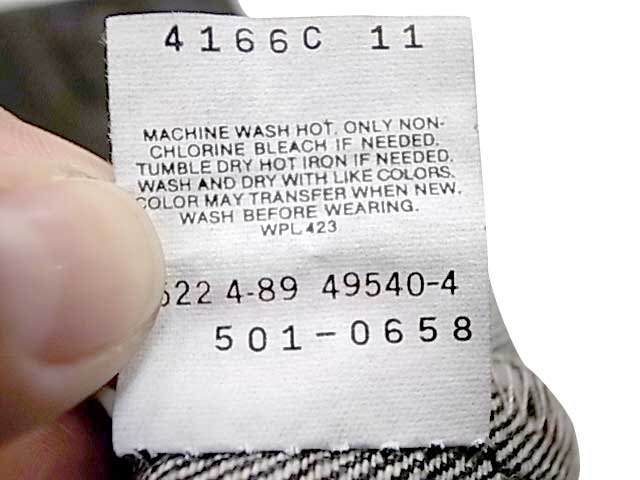 4166C 11
MACHINE WASH HOT. ONLY NON-
CHLORINE BLEACH IF NEEDED.
TUMBLE DRY HOT IRON IF NEEDED.
WASH AND DRY WITH LIKE COLORS.
COLOR MAY TRANSFER WHEN NEW.
WASH BEFORE WEARING.
WPL 423
522 4-89 49540-4
501-0658